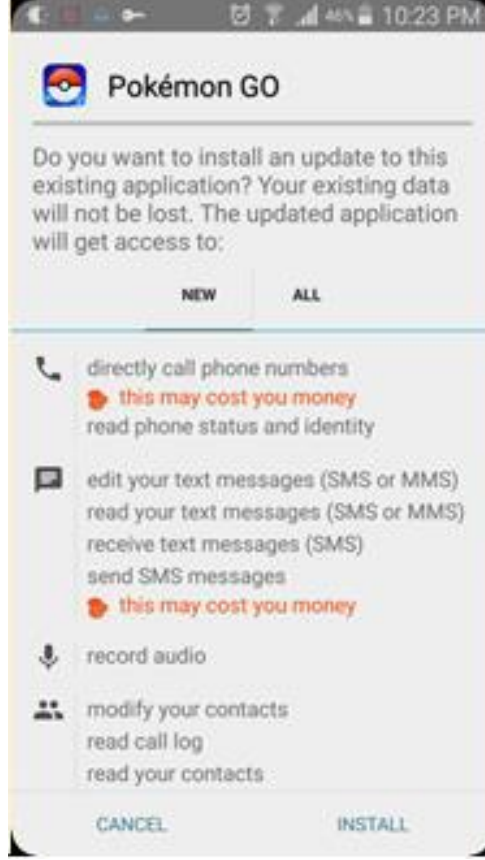 46% 10:23 PM
Pokémon GO
Do you want to install an update to this
existing application? Your existing data
will not be lost. The updated application
will get access to:
NEW ALL
directly call phone numbers
this may cost you money
read phone status and identity
edit your text messages (SMS or MMS)
read your text messages (SMS or MMS)
receive text messages (SMS)
send SMS messages
this may cost you money
record audio
modify your contacts
read call log
read your contacts
CANCEL INSTALL